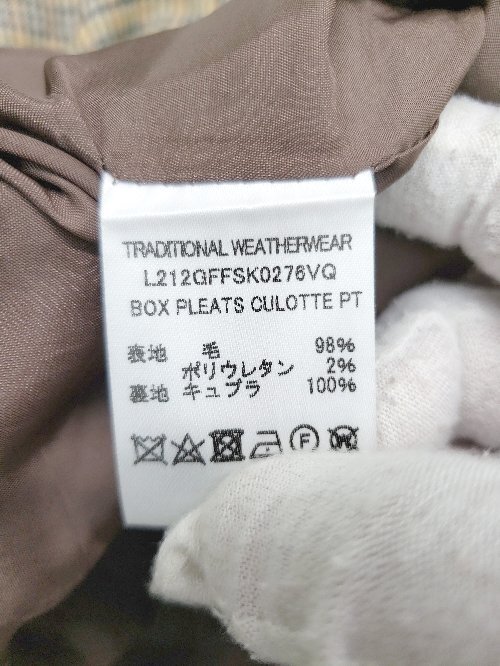 TRADITIONAL WEATHERWEAR
L212QFFSK0276VQ
BOX PLEATS CULOTTE PT
表地 毛 98%
ポリウレタン 2%
裏地 キュプラ 100%
F
W